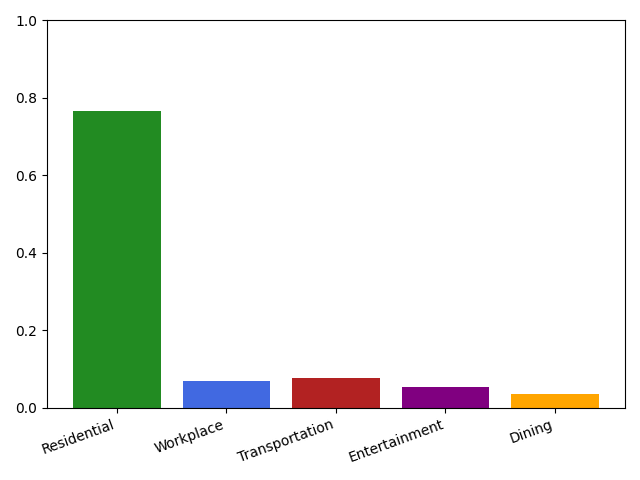 1.0
0.8
0.6
0.4
0.2
0.0
Residential
Workplace
Transportation
Entertainment
Dining